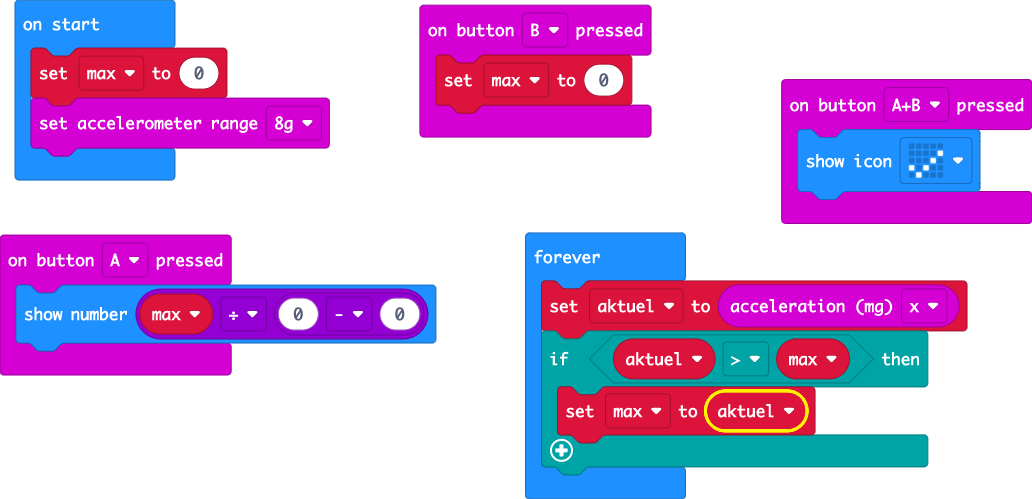 on start
set max to 0
set accelerometer range 8g
on button B pressed
set max to 0
on button A+B pressed
show icon
on button A pressed
show number max ÷ 0 - 0
forever
set aktuel to acceleration (mg) x
if aktuel > max then
set max to aktuel